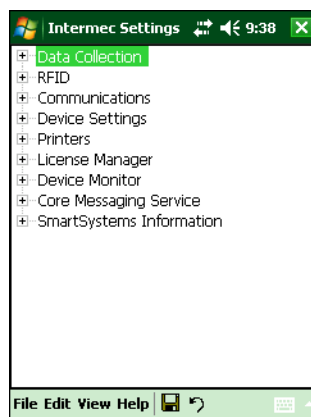 Intermec Settings 9:38
Data Collection
RFID
Communications
Device Settings
Printers
License Manager
Device Monitor
Core Messaging Service
SmartSystems Information
File Edit View Help